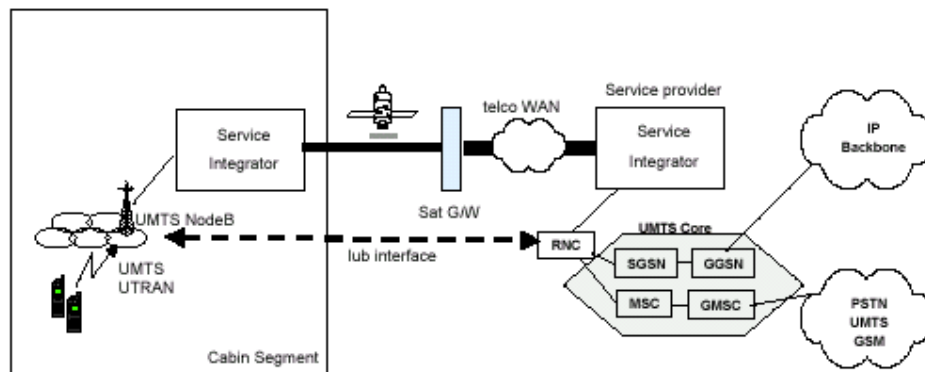 Service provider
telco WAN
Service
Integrator
Service
Integrator
IP
Backbone
Sat G/W
UMTS NodeB
UMTS Core
Iub interface
RNC
SGSN
GGSN
UMTS
UTRAN
MSC
GMSC
PSTN
UMTS
GSM
Cabin Segment